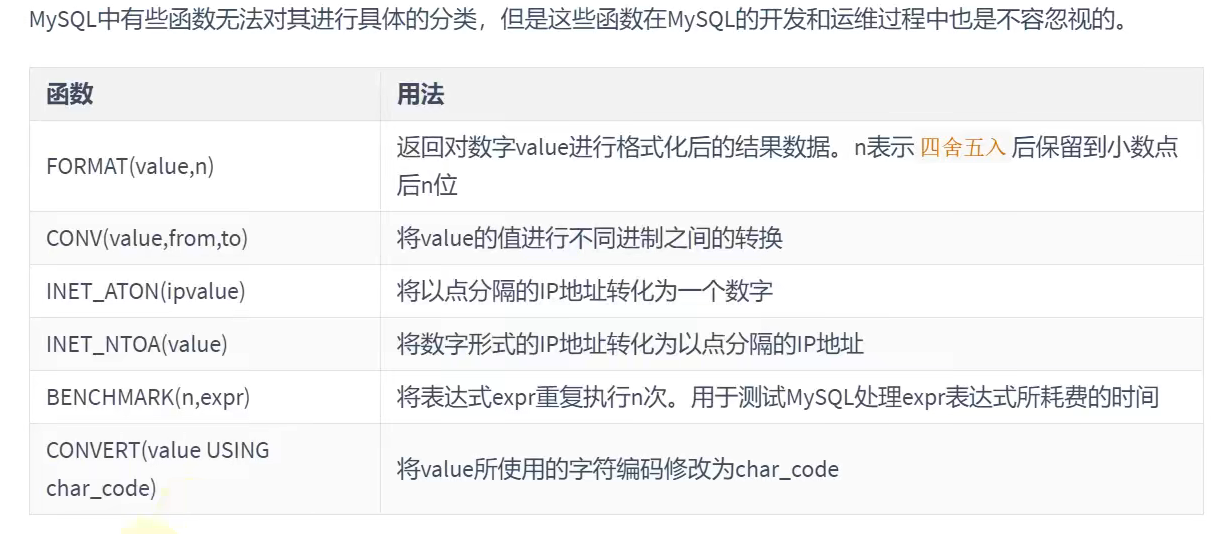 MySQL中有些函数无法对其进行具体的分类，但是这些函数在MySQL的开发和运维过程中也是不容忽视的。
函数 用法
FORMAT(value,n) 返回对数字value进行格式化后的结果数据。n表示 四舍五入 后保留到小数点
后n位
CONV(value,from,to) 将value的值进行不同进制之间的转换
INET_ATON(ipvalue) 将以点分隔的IP地址转化为一个数字
INET_NTOA(value) 将数字形式的IP地址转化为以点分隔的IP地址
BENCHMARK(n,expr) 将表达式expr重复执行n次。用于测试MySQL处理expr表达式所耗费的时间
CONVERT(value USING
char_code) 将value所使用的字符编码修改为char_code